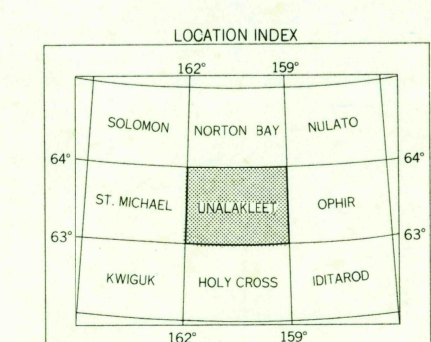 LOCATION INDEX
162° 159°
SOLOMON NORTON BAY NULATO
64° 64°
ST. MICHAEL UNALAKLEET OPHIR
63° 63°
KWIGUK HOLY CROSS IDITAROD
162° 159°